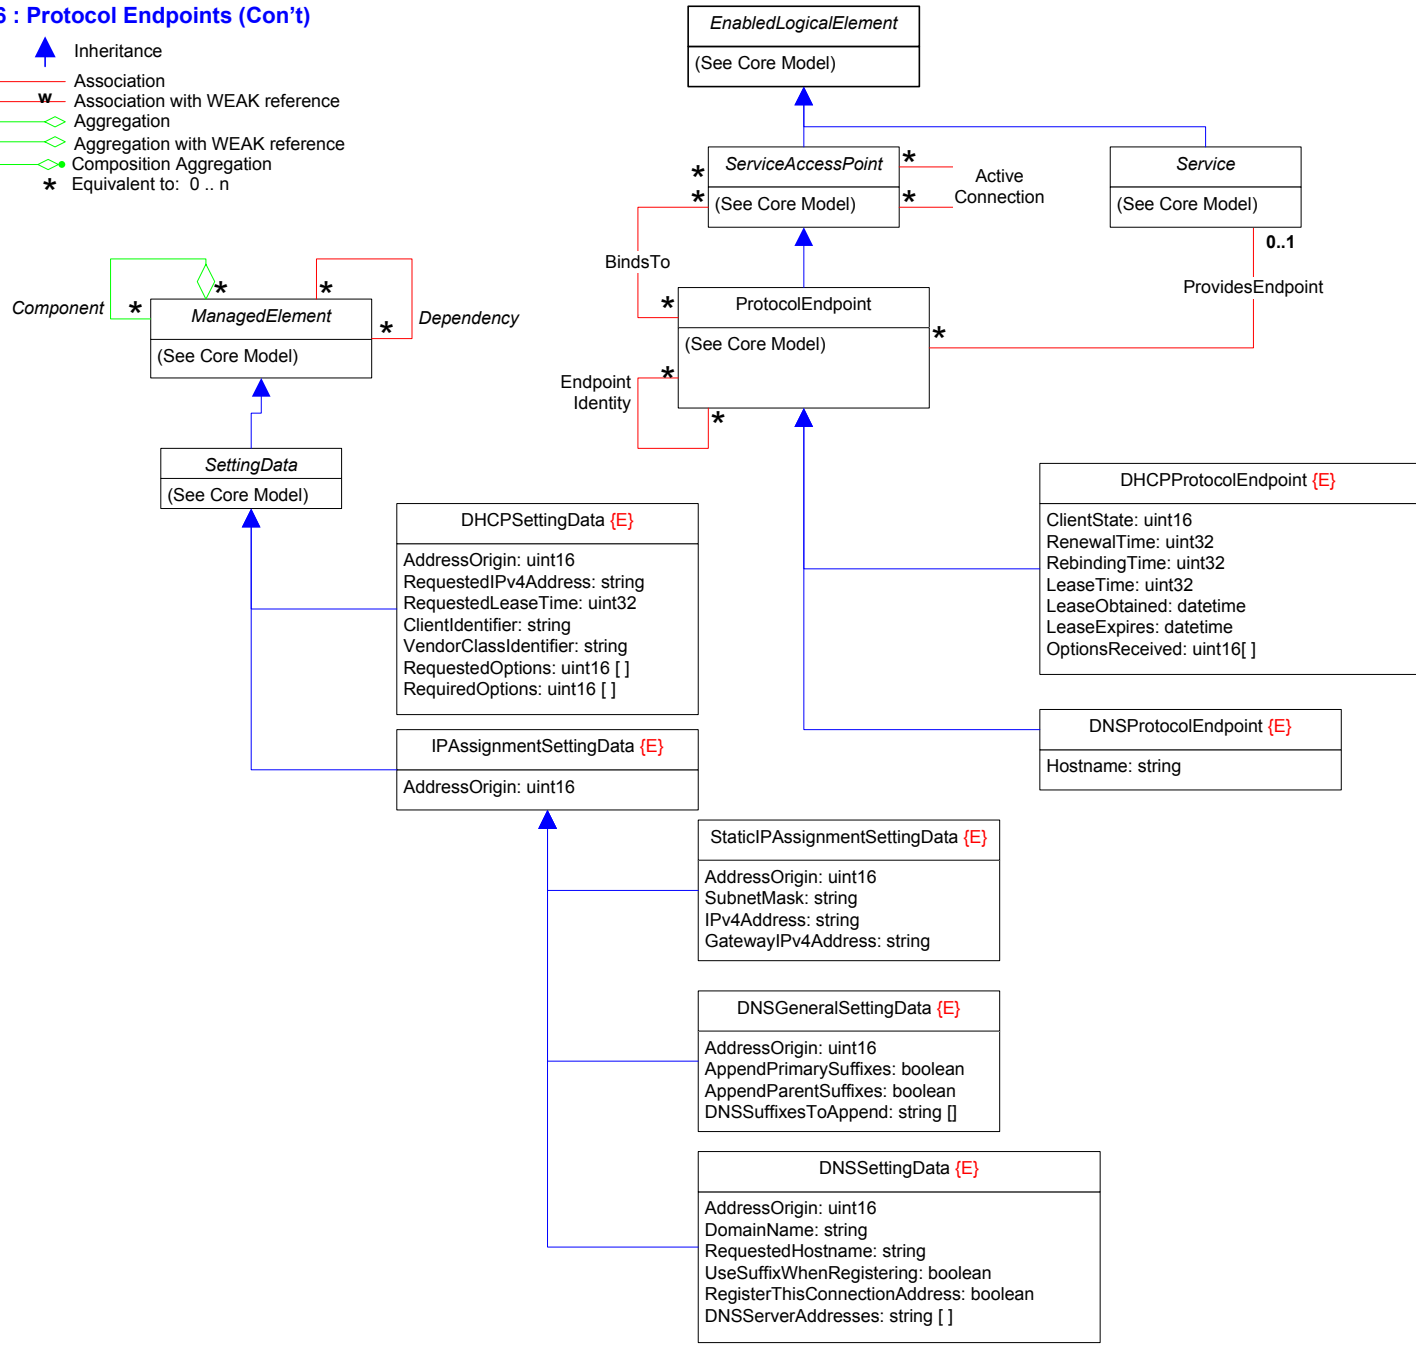 6 : Protocol Endpoints (Con't)
Inheritance
Association
w Association with WEAK reference
Aggregation
Aggregation with WEAK reference
Composition Aggregation
* Equivalent to: 0 .. n
EnabledLogicalElement
(See Core Model)
* ServiceAccessPoint *
* (See Core Model) *
Active
Connection
Service
(See Core Model)
0..1
BindsTo
ProvidesEndpoint
* ProtocolEndpoint
(See Core Model)
*
*
Endpoint
Identity
*
Component
*
*
*
ManagedElement
*
Dependency
(See Core Model)
SettingData
(See Core Model)
DHCPSettingData {E}
AddressOrigin: uint16
RequestedIPv4Address: string
RequestedLeaseTime: uint32
ClientIdentifier: string
VendorClassIdentifier: string
RequestedOptions: uint16 [ ]
RequiredOptions: uint16 [ ]
DHCPProtocolEndpoint {E}
ClientState: uint16
RenewalTime: uint32
RebindingTime: uint32
LeaseTime: uint32
LeaseObtained: datetime
LeaseExpires: datetime
OptionsReceived: uint16[ ]
DNSProtocolEndpoint {E}
Hostname: string
IPAssignmentSettingData {E}
AddressOrigin: uint16
StaticIPAssignmentSettingData {E}
AddressOrigin: uint16
SubnetMask: string
IPv4Address: string
GatewayIPv4Address: string
DNSGeneralSettingData {E}
AddressOrigin: uint16
AppendPrimarySuffixes: boolean
AppendParentSuffixes: boolean
DNSSuffixesToAppend: string []
DNSSettingData {E}
AddressOrigin: uint16
DomainName: string
RequestedHostname: string
UseSuffixWhenRegistering: boolean
RegisterThisConnectionAddress: boolean
DNSServerAddresses: string [ ]